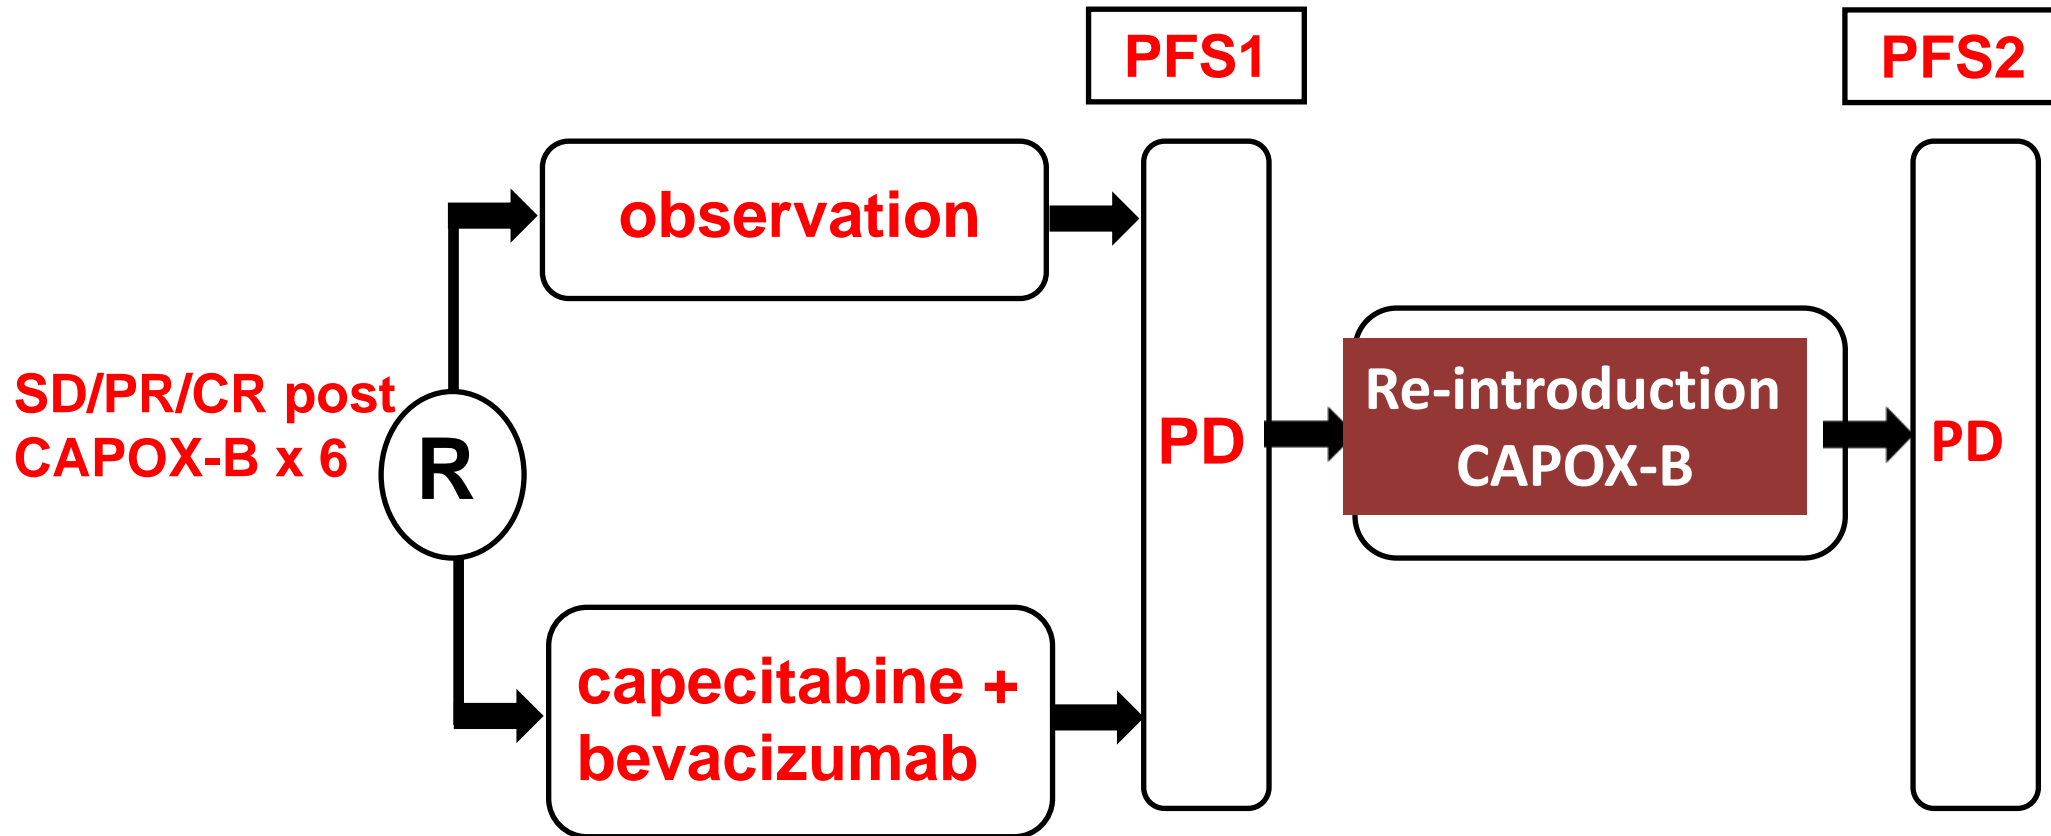 PFS1
PFS2
observation
SD/PR/CR post
CAPOX-B x 6
R
capecitabine +
bevacizumab
PD
Re-introduction
CAPOX-B
PD